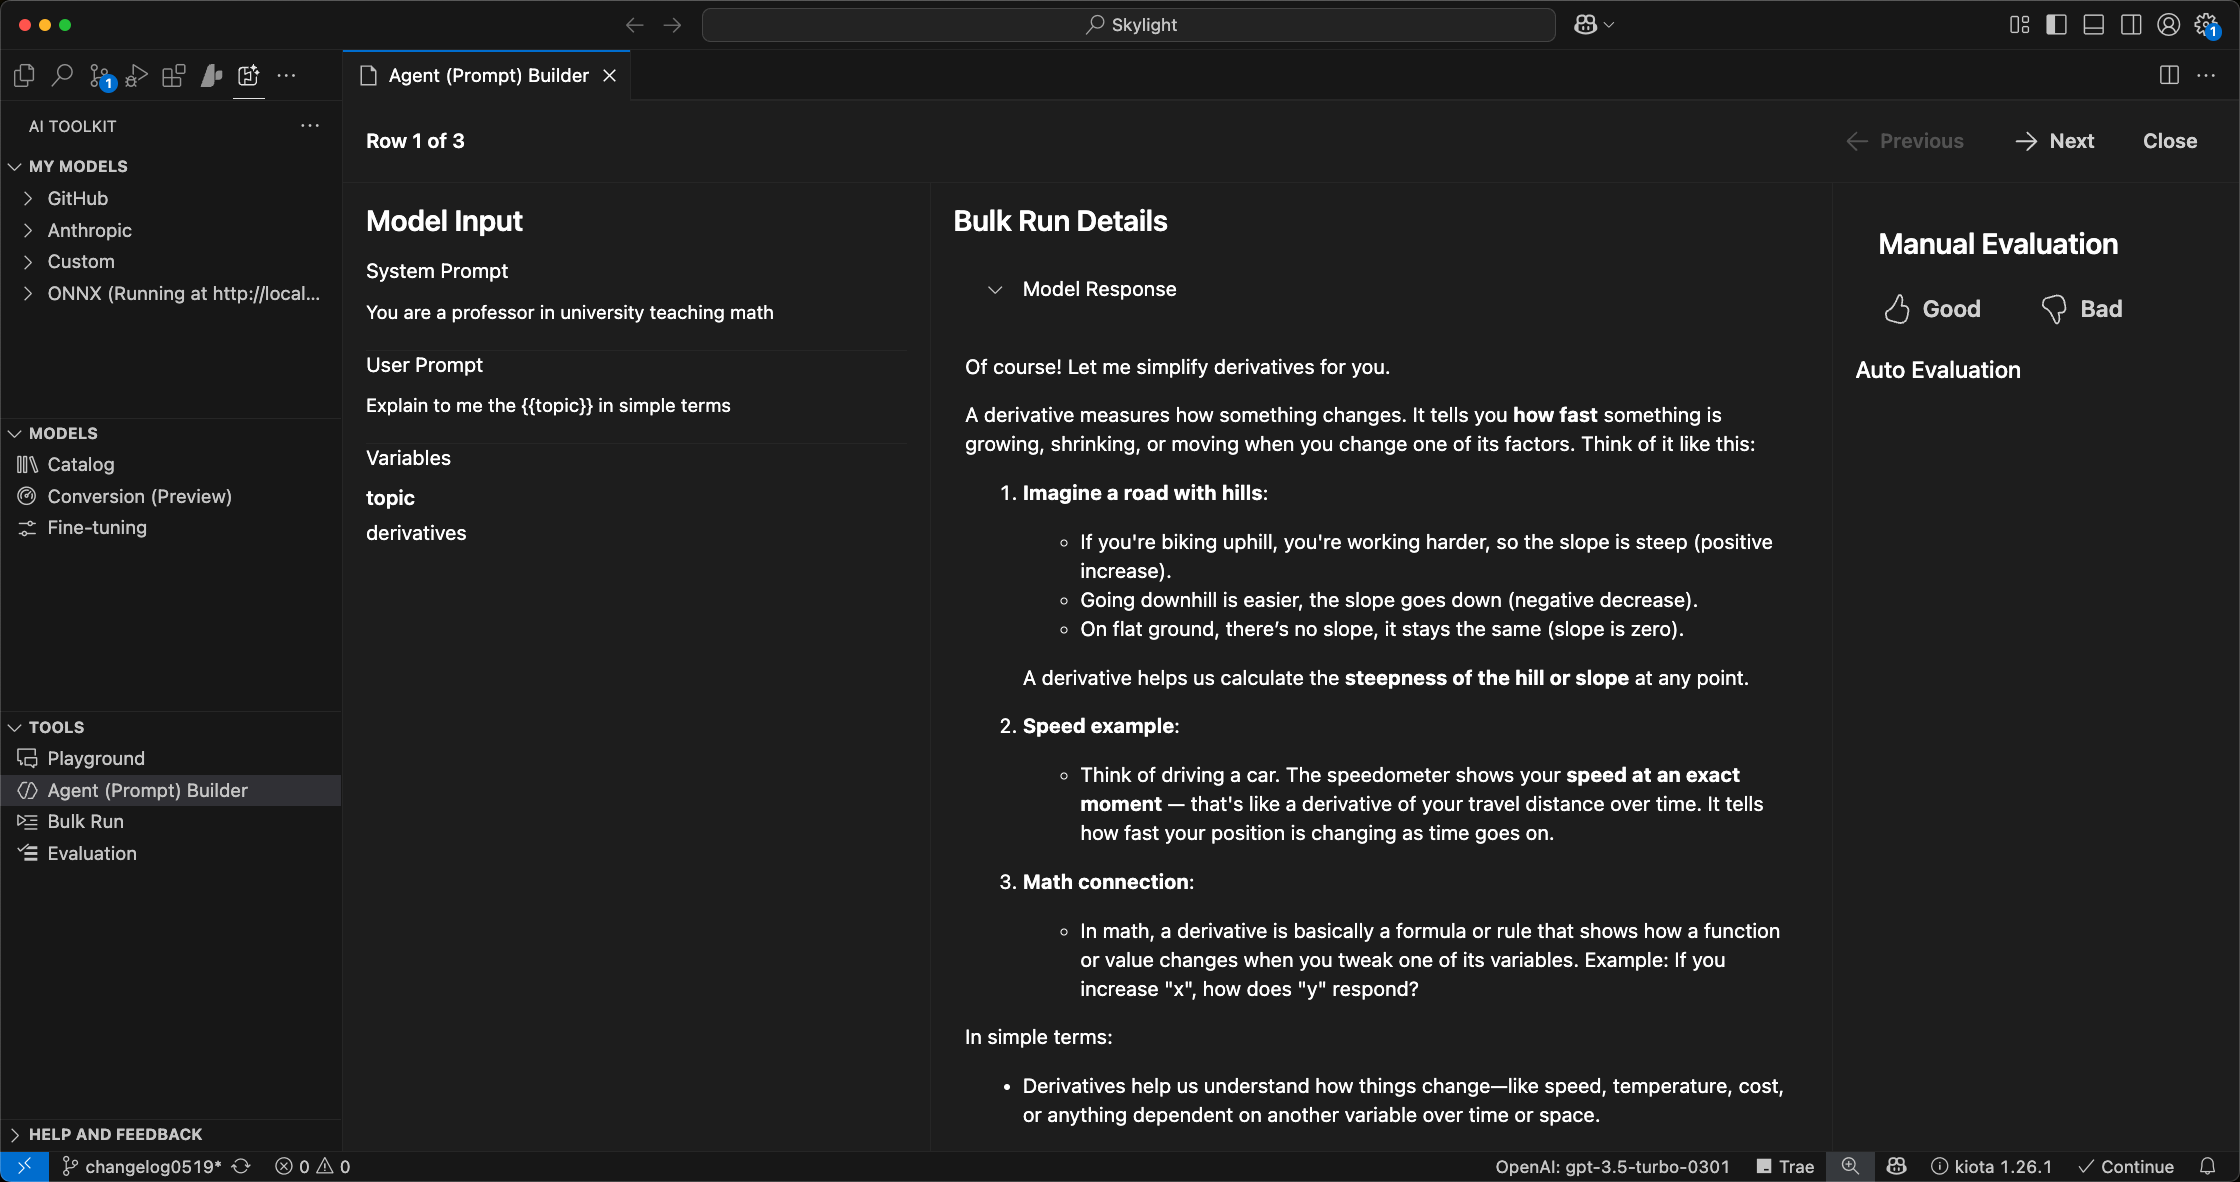 Skylight
1
1
Agent (Prompt) Builder
AI TOOLKIT
MY MODELS
GitHub
Anthropic
Custom
ONNX (Running at http://local...
MODELS
Catalog
Conversion (Preview)
Fine-tuning
TOOLS
Playground
Agent (Prompt) Builder
Bulk Run
Evaluation
HELP AND FEEDBACK
Row 1 of 3
Previous
Next
Close
Model Input
System Prompt
You are a professor in university teaching math
User Prompt
Explain to me the {{topic}} in simple terms
Variables
topic
derivatives
Bulk Run Details
Model Response
Of course! Let me simplify derivatives for you.
A derivative measures how something changes. It tells you how fast something is
growing, shrinking, or moving when you change one of its factors. Think of it like this:
1. Imagine a road with hills:
If you're biking uphill, you're working harder, so the slope is steep (positive
increase).
Going downhill is easier, the slope goes down (negative decrease).
On flat ground, there’s no slope, it stays the same (slope is zero).
A derivative helps us calculate the steepness of the hill or slope at any point.
2. Speed example:
Think of driving a car. The speedometer shows your speed at an exact
moment — that's like a derivative of your travel distance over time. It tells
how fast your position is changing as time goes on.
3. Math connection:
In math, a derivative is basically a formula or rule that shows how a function
or value changes when you tweak one of its variables. Example: If you
increase "x", how does "y" respond?
In simple terms:
Derivatives help us understand how things change—like speed, temperature, cost,
or anything dependent on another variable over time or space.
Manual Evaluation
Good
Bad
Auto Evaluation
changelog0519*
0
0
OpenAI: gpt-3.5-turbo-0301
Trae
kiota 1.26.1
Continue